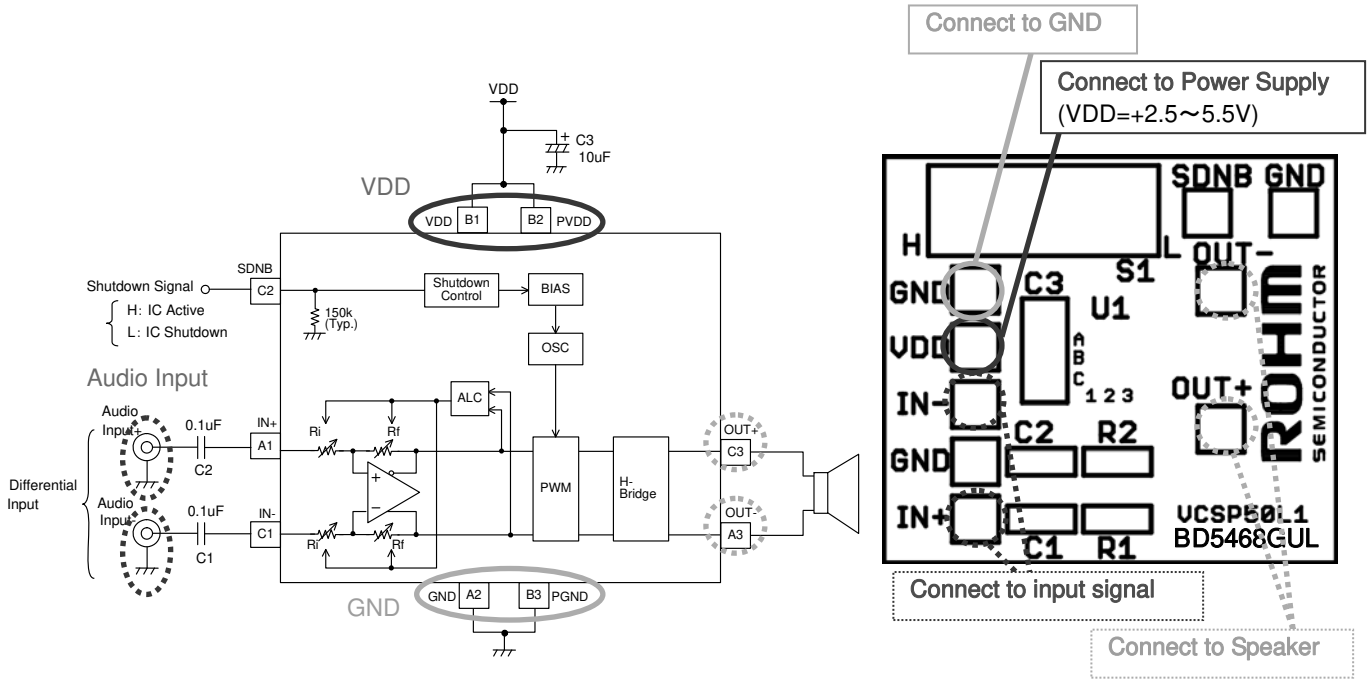 VDD
C3
+
10uF
VDD
VDD
B1
B2
PVDD
SDNB
C2
Shutdown Signal
H: IC Active
L: IC Shutdown
150k
(Typ.)
Shutdown
Control
BIAS
OSC
Audio Input
Audio
Input+
0.1uF
C2
IN+
A1
Ri
Rf
ALC
+
−
PWM
H-
Bridge
OUT+
C3
Differential
Input
Audio
Input-
0.1uF
C1
IN-
C1
Ri
Rf
OUT-
A3
GND
GND
A2
B3
PGND
Connect to GND
Connect to Power Supply
(VDD=+2.5～5.5V)
SDNB GND
H
L
S1
OUT-
GND
C3
U1
VDD
A
B
C
1 2 3
IN-
OUT+
C2
R2
GND
IN+
C1
R1
VCSP50L1
BD5468GUL
ROHM
SEMICONDUCTOR
Connect to input signal
Connect to Speaker